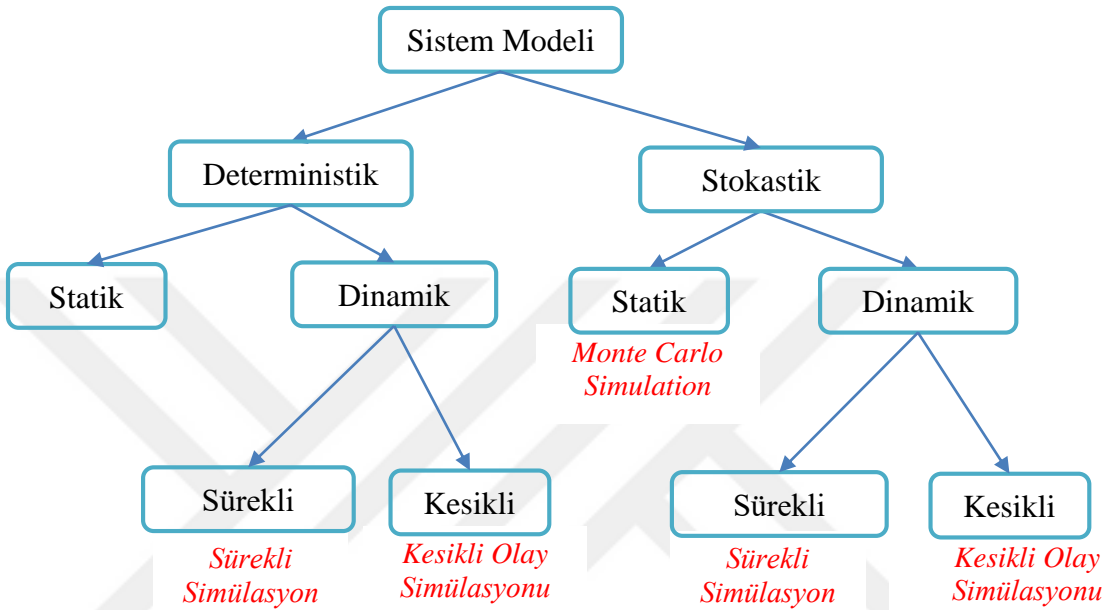 Sistem Modeli
Deterministik
Stokastik
Statik
Dinamik
Statik
Dinamik
Monte Carlo
Simulation
Sürekli
Kesikli
Sürekli
Kesikli
Sürekli
Simülasyon
Kesikli Olay
Simülasyonu
Sürekli
Simülasyon
Kesikli Olay
Simülasyonu